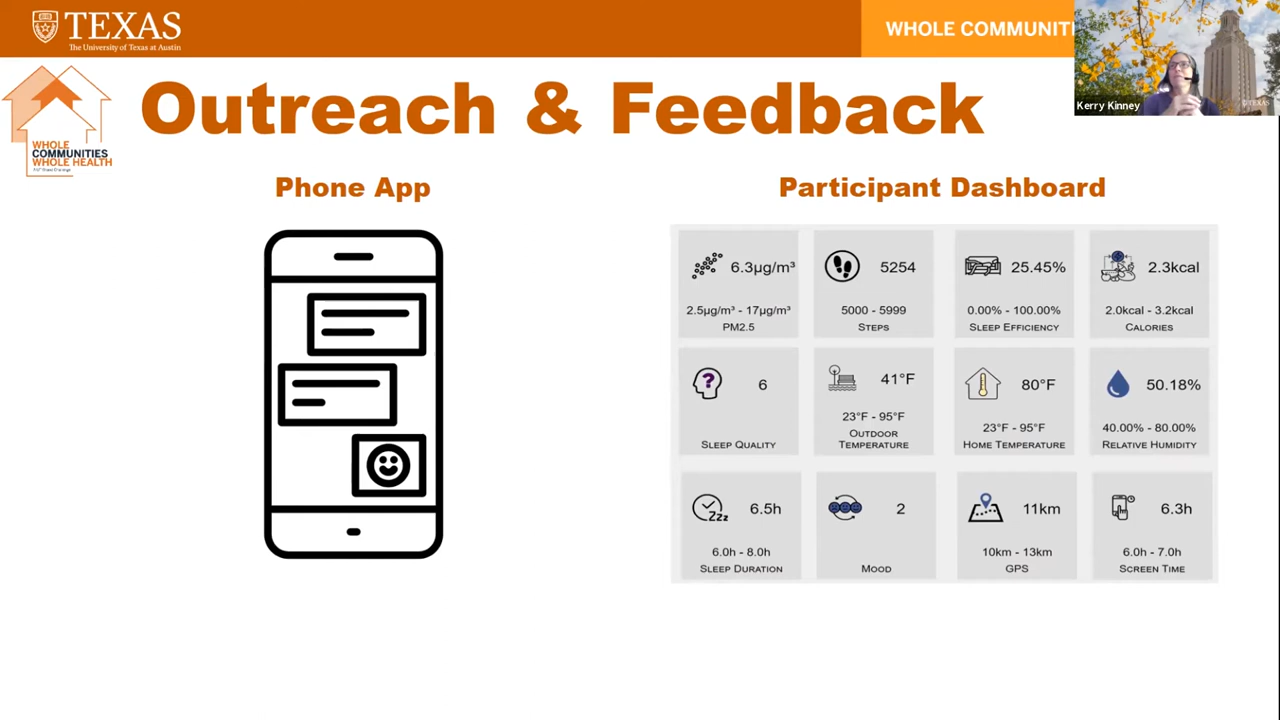 TEXAS
The University of Texas at Austin
WHOLE COMMUNITI
Kerry Kinney
TEXAS
WHOLE
COMMUNITIES
WHOLE HEALTH
Outreach & Feedback
Phone App
Participant Dashboard
6.3µg/m³
2.5µg/m³ - 17µg/m³
PM2.5
5254
5000 - 5999
STEPS
25.45%
0.00% - 100.00%
SLEEP EFFICIENCY
2.3kcal
2.0kcal - 3.2kcal
CALORIES
?
6
SLEEP QUALITY
41°F
23°F - 95°F
OUTDOOR
TEMPERATURE
80°F
23°F - 95°F
HOME TEMPERATURE
50.18%
40.00% - 80.00%
RELATIVE HUMIDITY
zzz
6.5h
6.0h - 8.0h
SLEEP DURATION
2
MOOD
11km
10km - 13km
GPS
6.3h
6.0h - 7.0h
SCREEN TIME